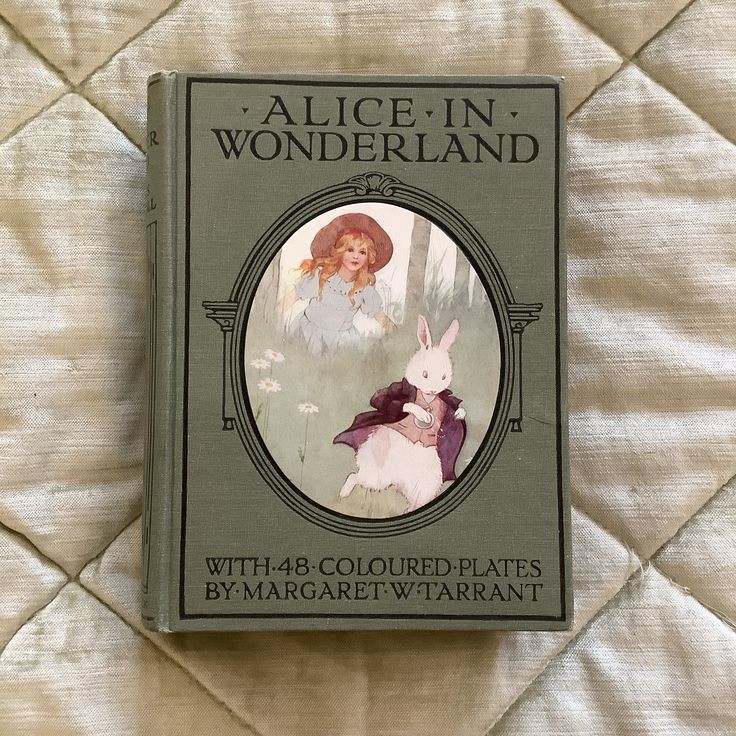 · ALICE · IN ·
WONDERLAND
WITH · 48 · COLOURED · PLATES
BY · MARGARET · W · TARRANT